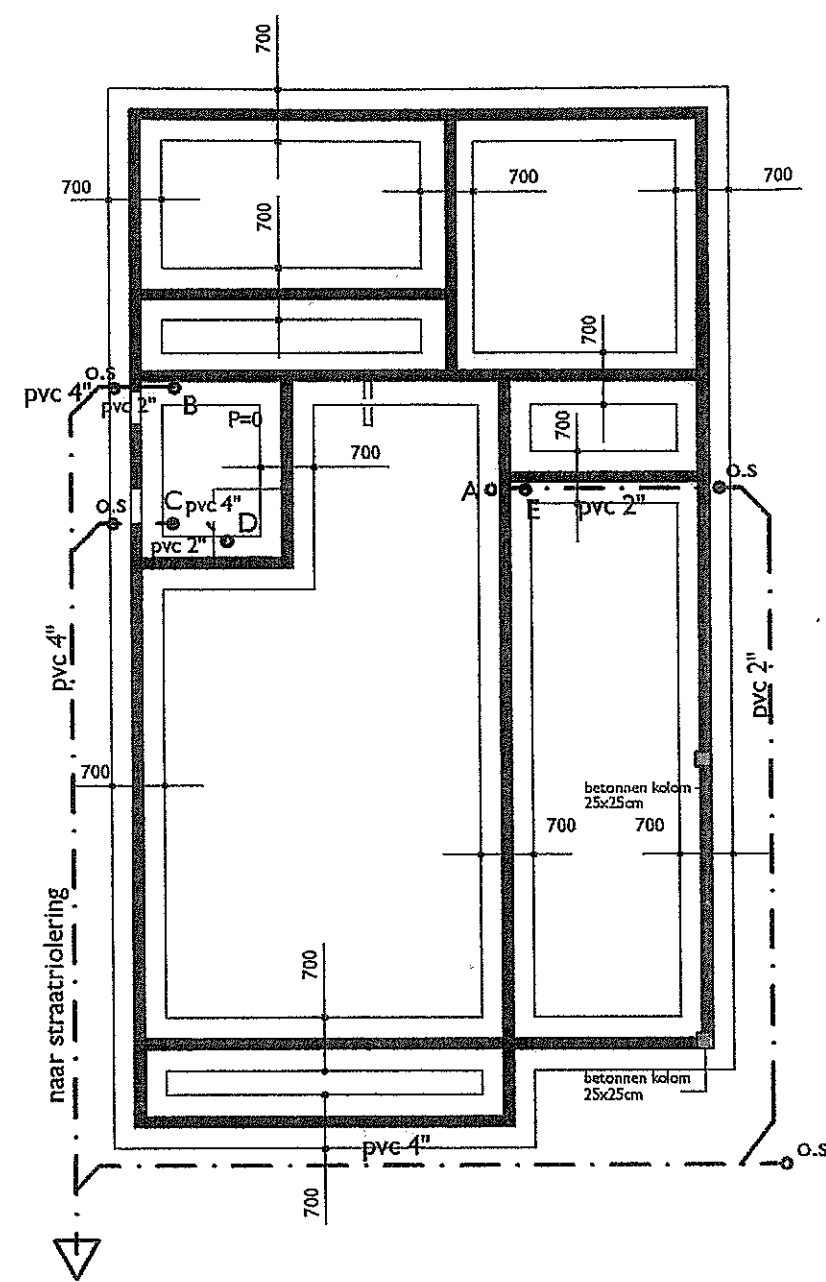 700
700
700
700
700
700
o.s
pvc 4"
pvc 2"
B
P=0
700
700
o.s
C
pvc 4"
D
pvc 2"
A
E
pvc 2"
o.s
pvc 4"
pvc 2"
700
betonnen kolom
25x25cm
700
700
naar straatriolering
700
betonnen kolom
25x25cm
pvc 4"
o.s
700